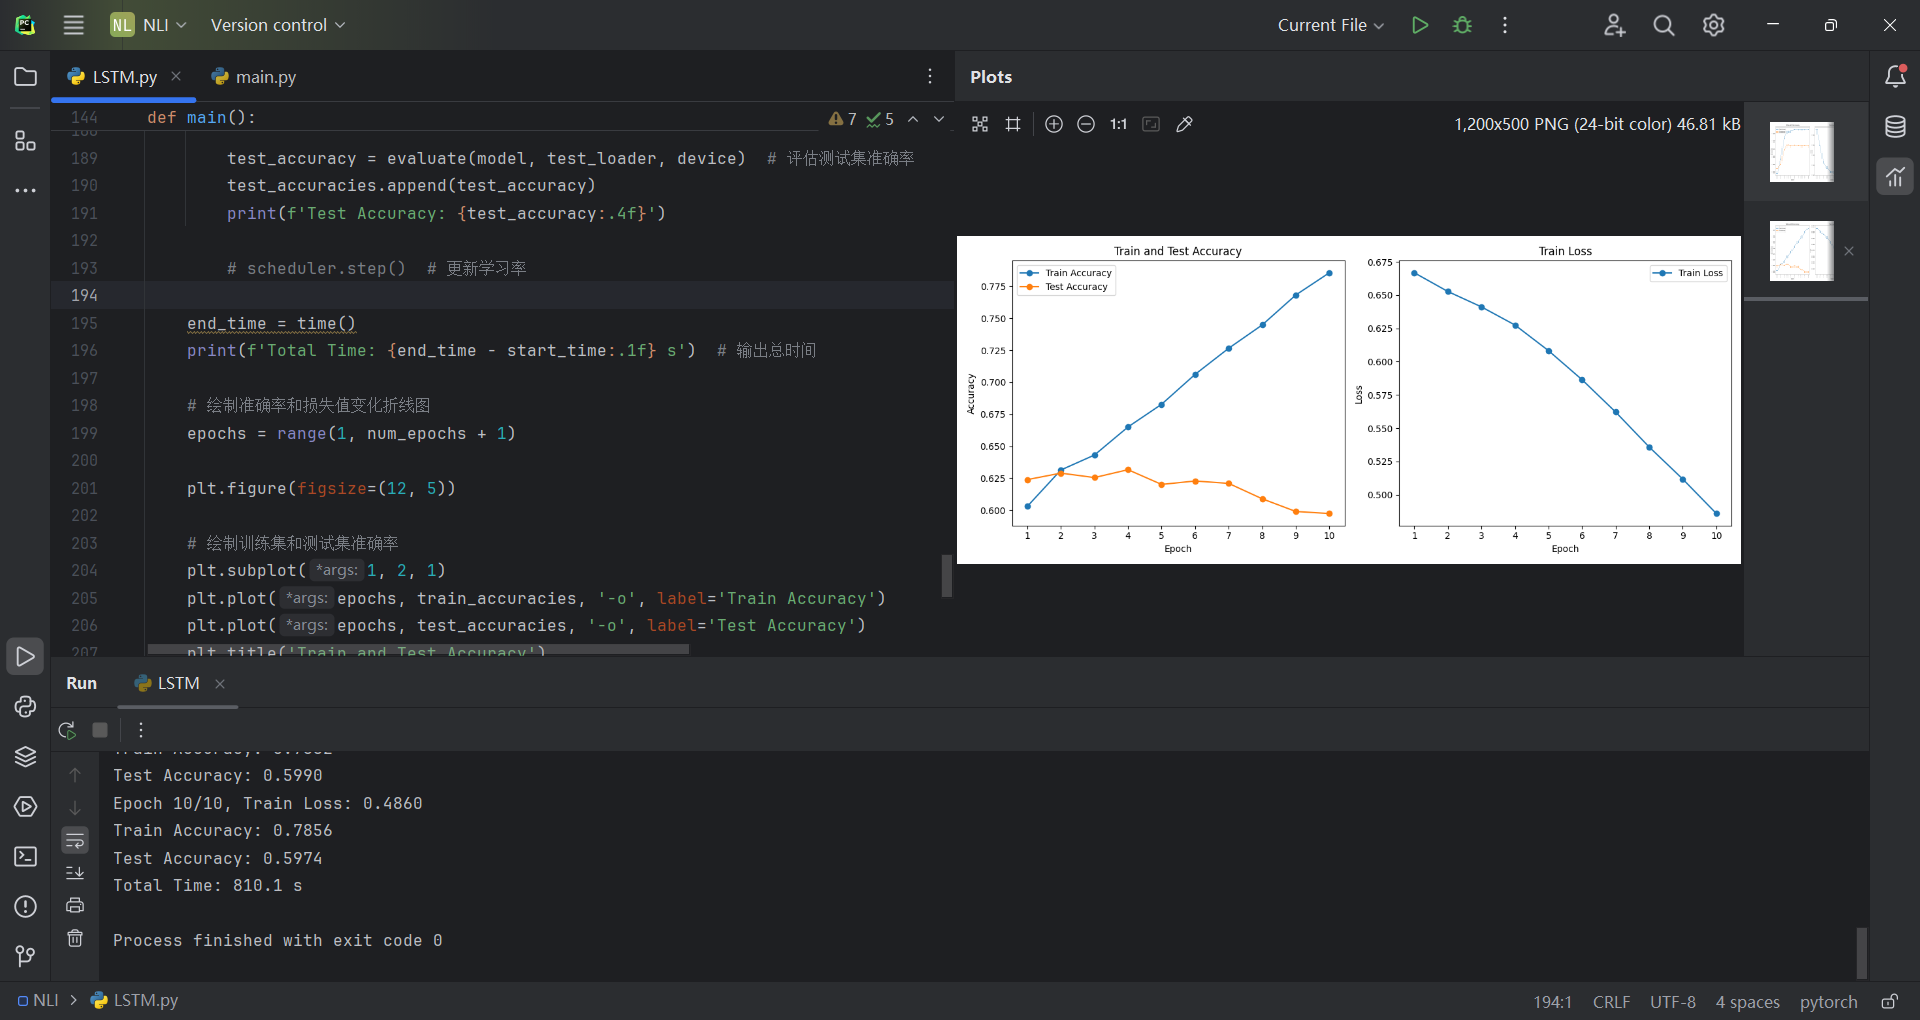 NL NLI Version control Current File
LSTM.py main.py
Plots
144 def main(): 7 5
1:1 1,200x500 PNG (24-bit color) 46.81 kB
189 test_accuracy = evaluate(model, test_loader, device) # 评估测试集准确率
190 test_accuracies.append(test_accuracy)
191 print(f'Test Accuracy: {test_accuracy:.4f}')
192
193 # scheduler.step() # 更新学习率
194
195 end_time = time()
196 print(f'Total Time: {end_time - start_time:.1f} s') # 输出总时间
197
198 # 绘制准确率和损失值变化折线图
199 epochs = range(1, num_epochs + 1)
200
201 plt.figure(figsize=(12, 5))
202
203 # 绘制训练集和测试集准确率
204 plt.subplot( *args: 1, 2, 1)
205 plt.plot( *args: epochs, train_accuracies, '-o', label='Train Accuracy')
206 plt.plot( *args: epochs, test_accuracies, '-o', label='Test Accuracy')
207 plt.title('Train and Test Accuracy')
Train and Test Accuracy
Train Accuracy
Test Accuracy
Accuracy
0.775
0.750
0.725
0.700
0.675
0.650
0.625
0.600
1 2 3 4 5 6 7 8 9 10
Epoch
Train Loss
Train Loss
Loss
0.675
0.650
0.625
0.600
0.575
0.550
0.525
0.500
1 2 3 4 5 6 7 8 9 10
Epoch
Run LSTM
Test Accuracy: 0.5990
Epoch 10/10, Train Loss: 0.4860
Train Accuracy: 0.7856
Test Accuracy: 0.5974
Total Time: 810.1 s
Process finished with exit code 0
NLI LSTM.py
194:1 CRLF UTF-8 4 spaces pytorch